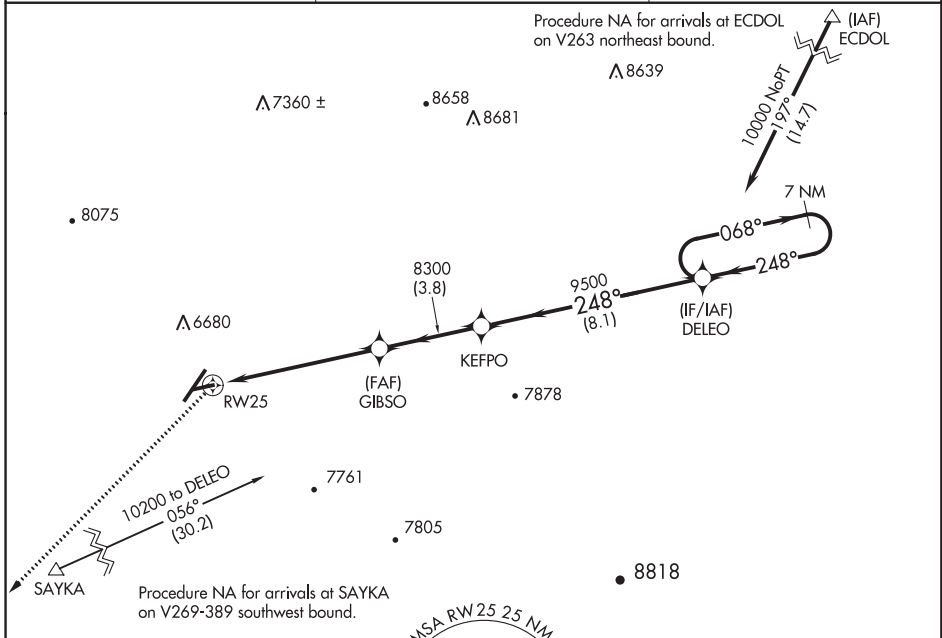 Procedure NA for arrivals at ECDOL
on V263 northeast bound.
(IAF)
ECDOL
8639
7360 ±
8658
8681
10000 NoPT
197°
(14.7)
7 NM
8075
068°
248°
8300
(3.8)
9500
248°
(8.1)
(IF/IAF)
DELEO
6680
KEFPO
(FAF)
GIBSO
RW25
7878
7761
10200 to DELEO
056°
(30.2)
7805
8818
SAYKA
Procedure NA for arrivals at SAYKA
on V269-389 southwest bound.
MSA RW25 25 NM